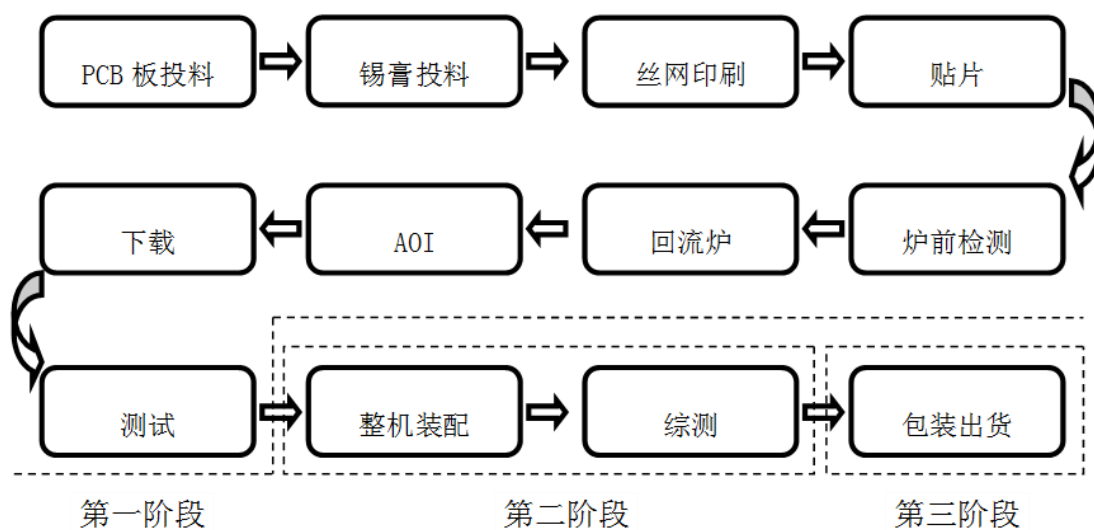 PCB 板投料
锡膏投料
丝网印刷
贴片
炉前检测
回流炉
AOI
下载
测试
整机装配
综测
包装出货
第一阶段
第二阶段
第三阶段